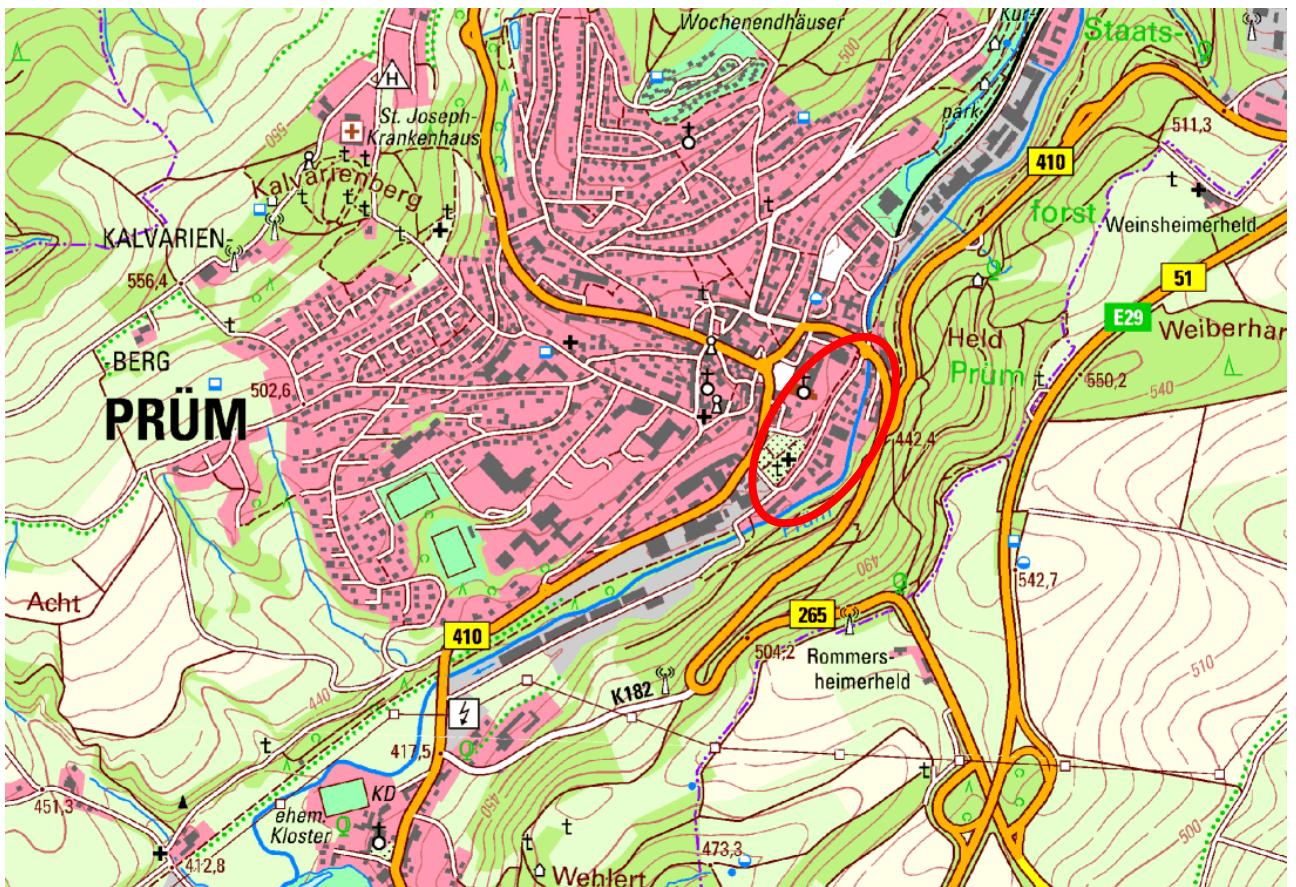 Wochenendhäuser
Kur-
park
500
Staats-
forst
Prüm
511,3
410
H
St. Joseph-
Krankenhaus
550
Kalvarienberg
KALVARIEN-
BERG
556,4
Weinsheimerheld
51
E29
Weiberhar
Held
550,2
540
PRÜM
502,6
442,4
Prüm
490
542,7
Acht
410
265
504,2
Rommers-
heimerheld
510
K182
440
417,5
451,3
KD
ehem.
Kloster
450
412,8
473,3
Wehlert
500